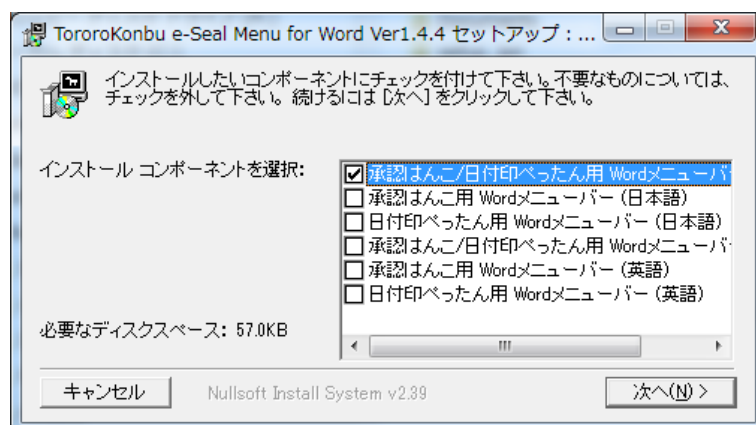 TororoKonbu e-Seal Menu for Word Ver1.4.4 セットアップ : ...
インストールしたいコンポーネントにチェックを付けて下さい。不要なものについては、
チェックを外して下さい。 続けるには [次へ] をクリックして下さい。
インストール コンポーネントを選択:
承認はんこ/日付印ぺったん用 Wordメニューバ
承認はんこ用 Wordメニューバー (日本語)
日付印ぺったん用 Wordメニューバー (日本語)
承認はんこ/日付印ぺったん用 Wordメニューバ
承認はんこ用 Wordメニューバー (英語)
日付印ぺったん用 Wordメニューバー (英語)
必要なディスクスペース: 57.0KB
キャンセル
Nullsoft Install System v2.39
次へ(N) >